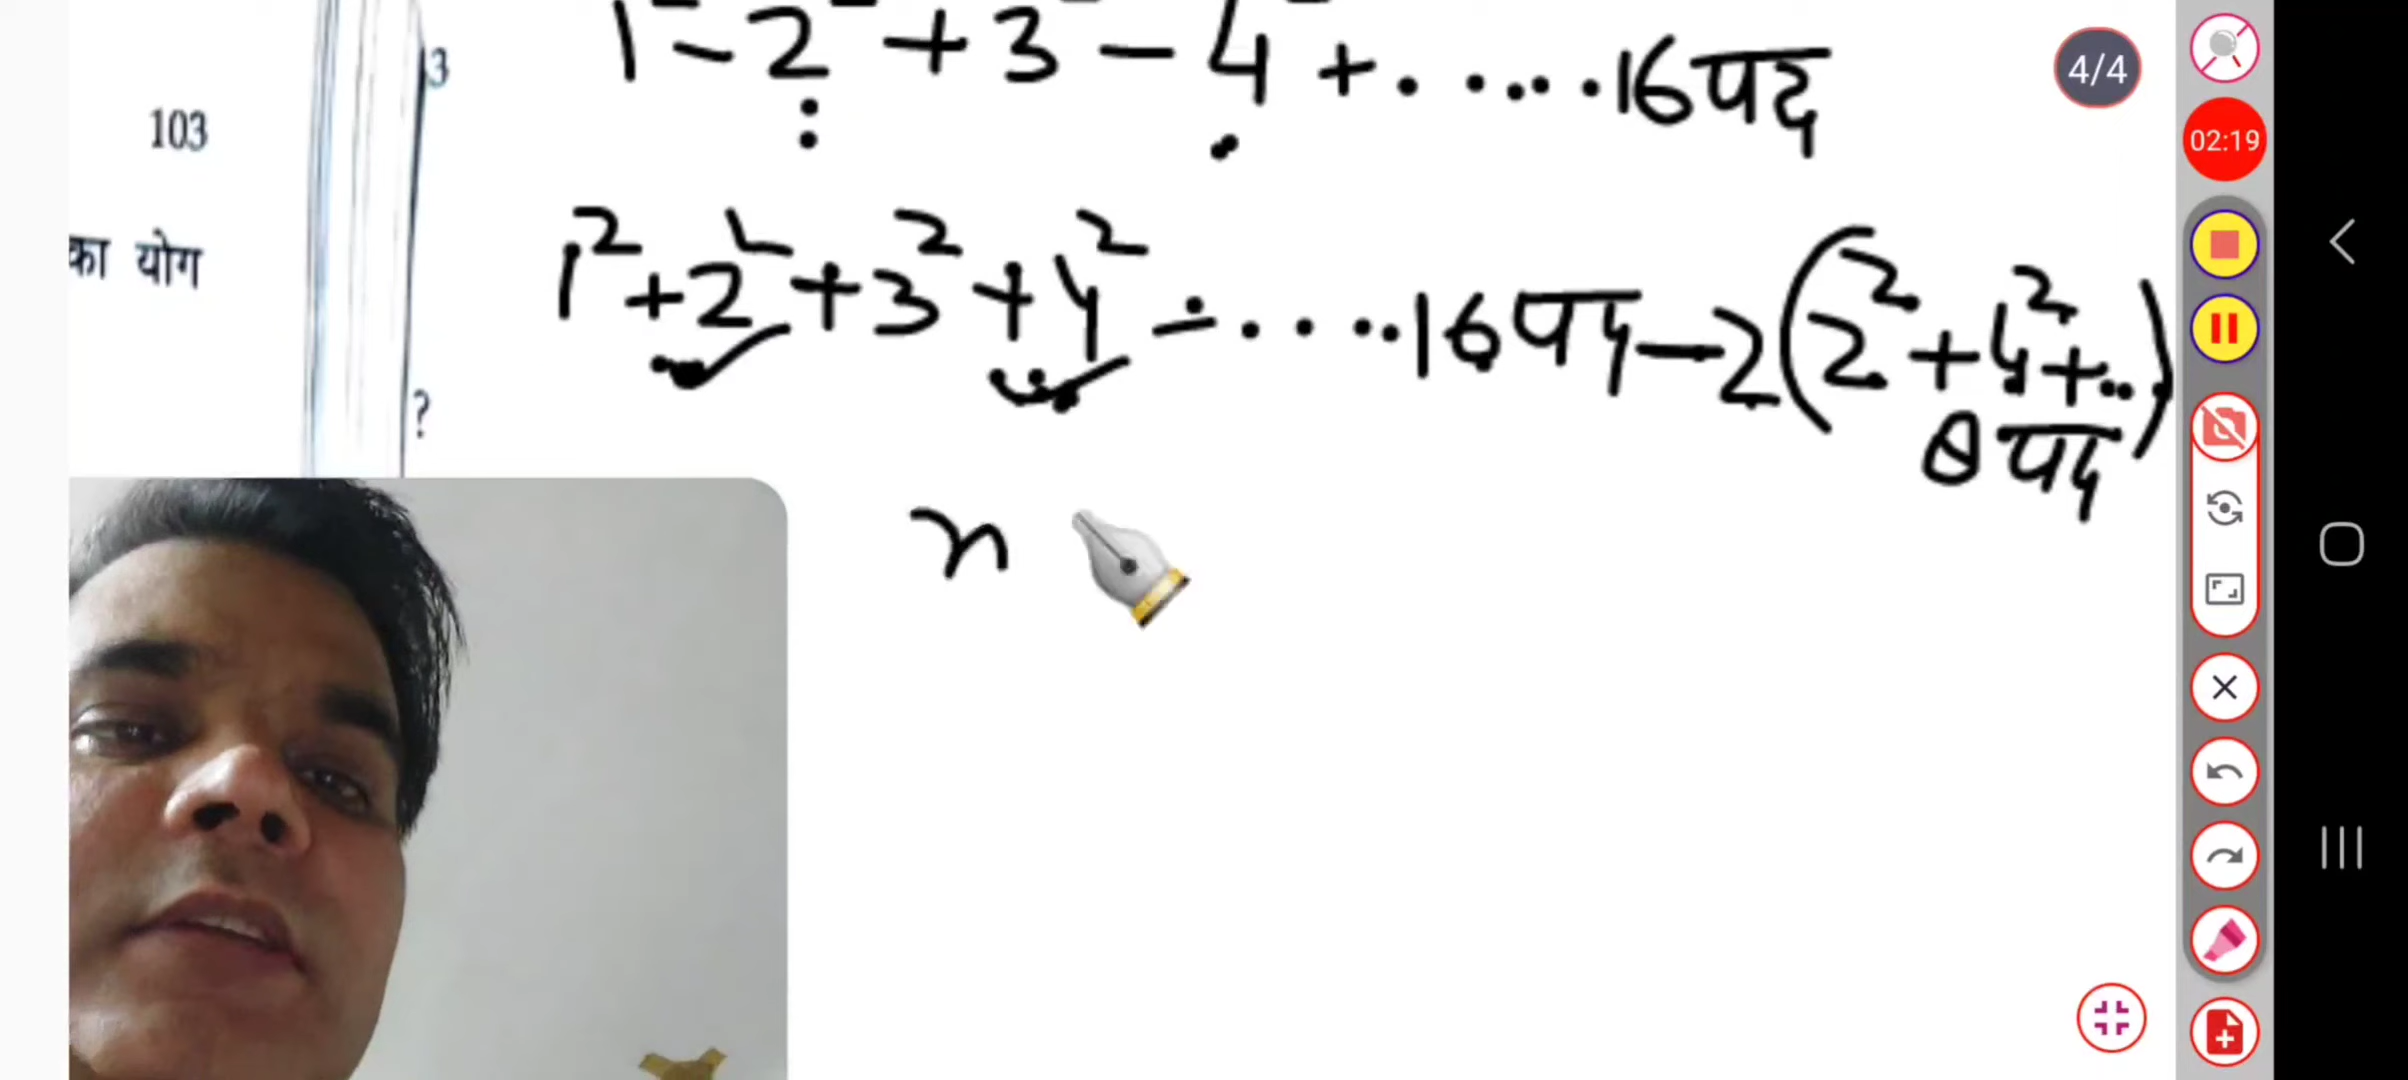 1² - 2² + 3² - 4² + ..... 16 पद
4/4
3
02:19
103
1² + 2² + 3² + 4² + .... 16 पद - 2(2² + 4² + ...)
का योग
?
8 पद
n